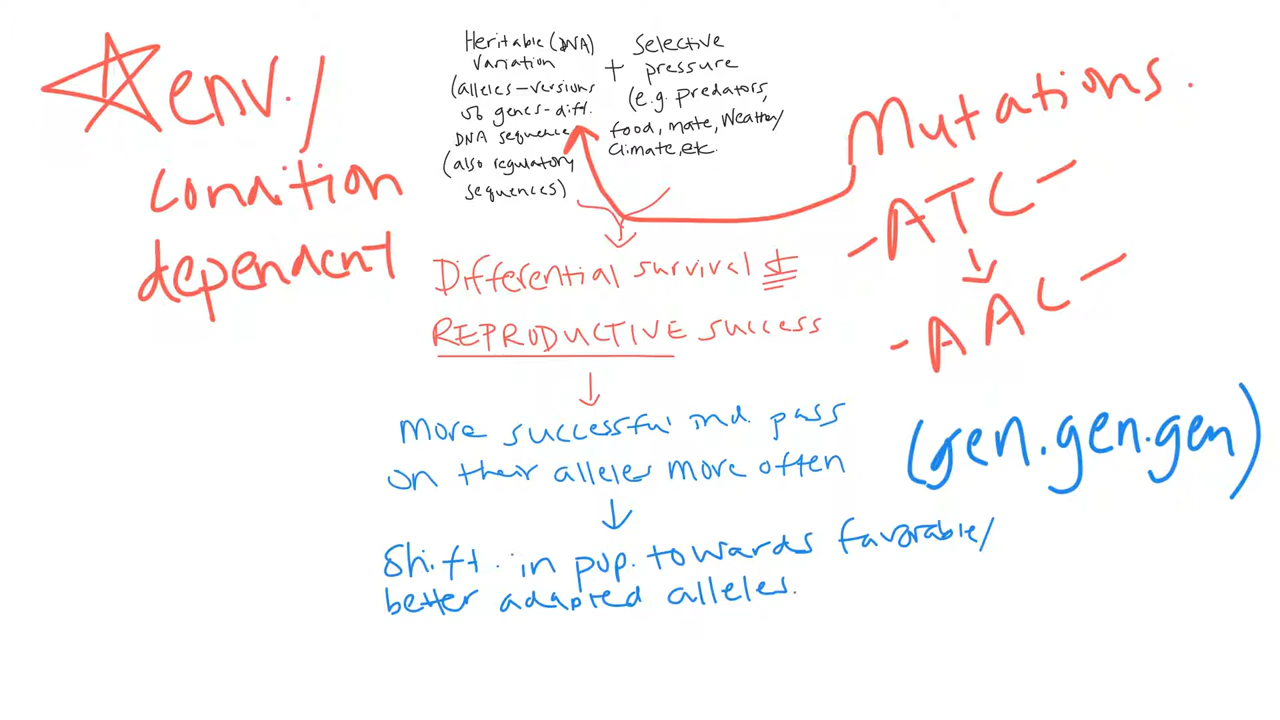 env./
condition
dependent
Heritable (DNA)
variation
(alleles - versions
of genes - diff.
DNA sequence
(also regulatory
sequences)
+
Selective
pressure
(e.g. predators,
food, mate, weather/
climate, etc.
Mutations.
- ATC -
- AAC -
Differential survival +
REPRODUCTIVE success
More successful ind. pass
on their alleles more often
(gen. gen. gen)
Shift in pop. towards favorable/
better adapted alleles.